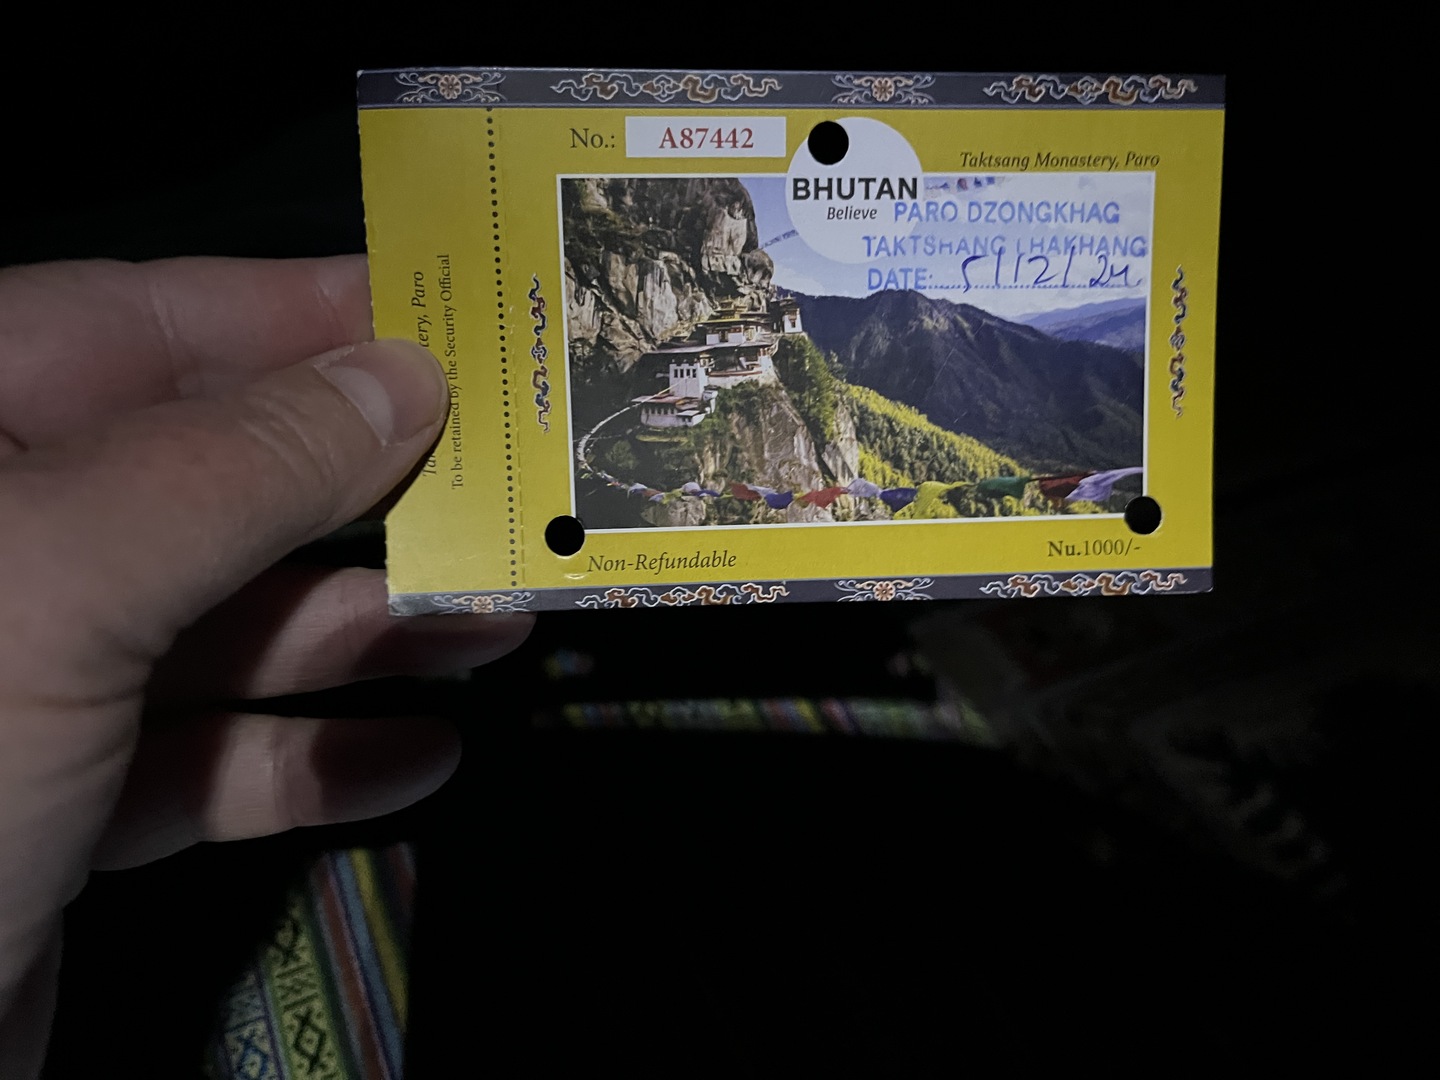 No.: A87442
Taktsang Monastery, Paro
BHUTAN
Believe
PARO DZONGKHAG
TAKTSHANG LHAKHANG
DATE: 5/12/24
Non-Refundable
Nu.1000/-
Paro
To be retained by the Security Official